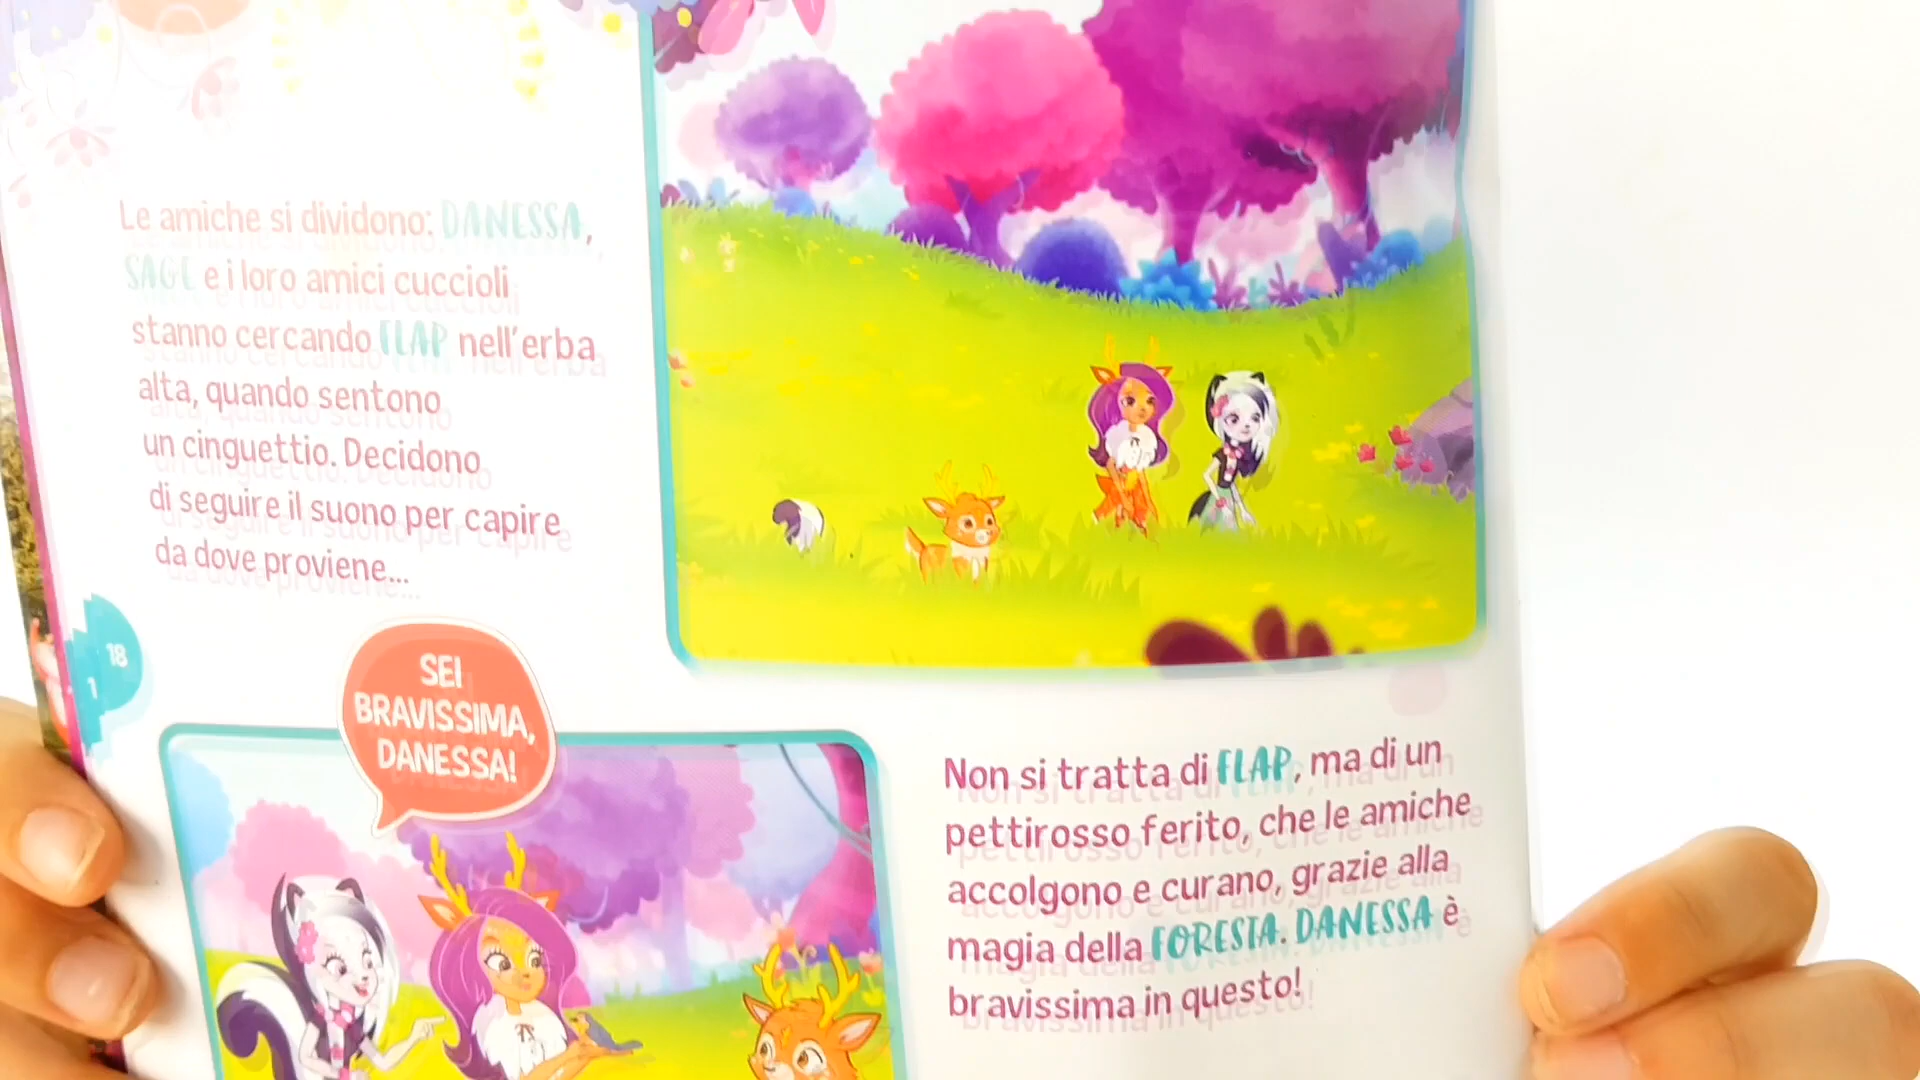 Le amiche si dividono: DANESSA,
SAGE e i loro amici cuccioli
stanno cercando FLAP nell'erba
alta, quando sentono
un cinguettio. Decidono
di seguire il suono per capire
da dove proviene...
18
SEI
BRAVISSIMA,
DANESSA!
Non si tratta di FLAP, ma di un
pettirosso ferito, che le amiche
accolgono e curano, grazie alla
magia della FORESTA. DANESSA è
bravissima in questo!